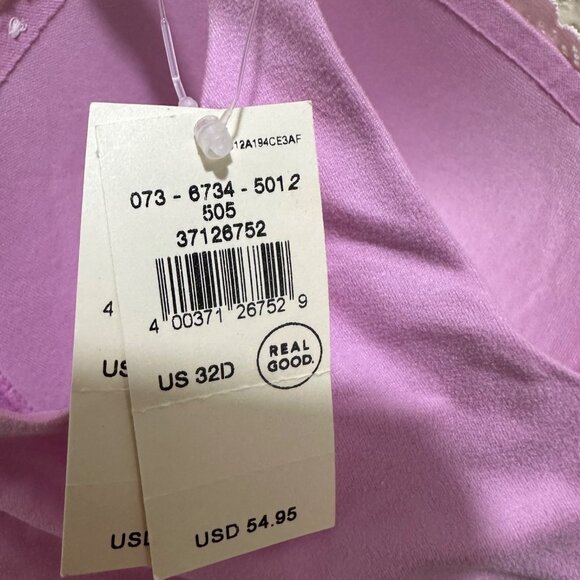 12A194CE3AF
073 - 6734 - 5012
505
37126752
4 00371 26752 9
US 32D
REAL
GOOD.
USD 54.95
4
US
USD